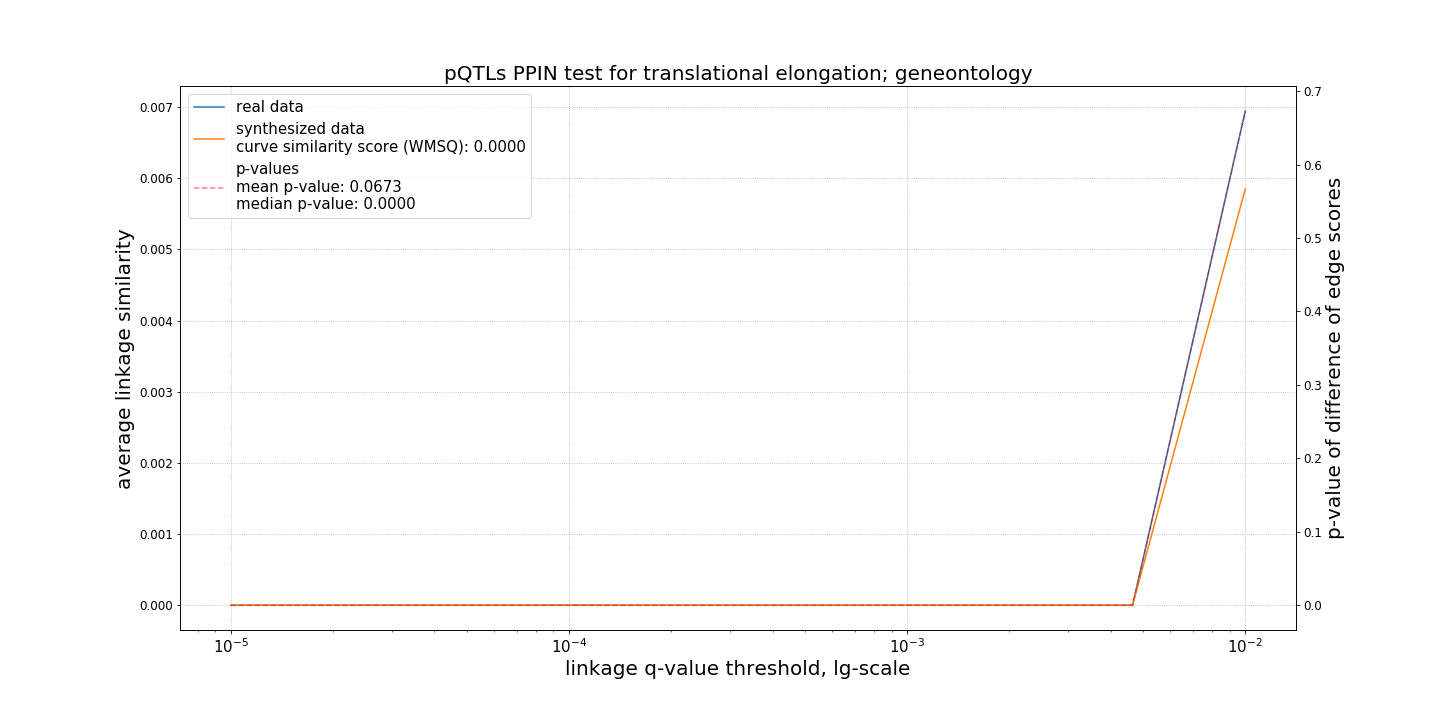 pQTLs PPIN test for translational elongation; geneontology
real data
synthesized data
curve similarity score (WMSQ): 0.0000
p-values
mean p-value: 0.0673
median p-value: 0.0000
average linkage similarity
0.007
0.006
0.005
0.004
0.003
0.002
0.001
0.000
0.7
0.6
0.5
0.4
0.3
0.2
0.1
0.0
p-value of difference of edge scores
10⁻⁵ 10⁻⁴ 10⁻³ 10⁻²
linkage q-value threshold, lg-scale